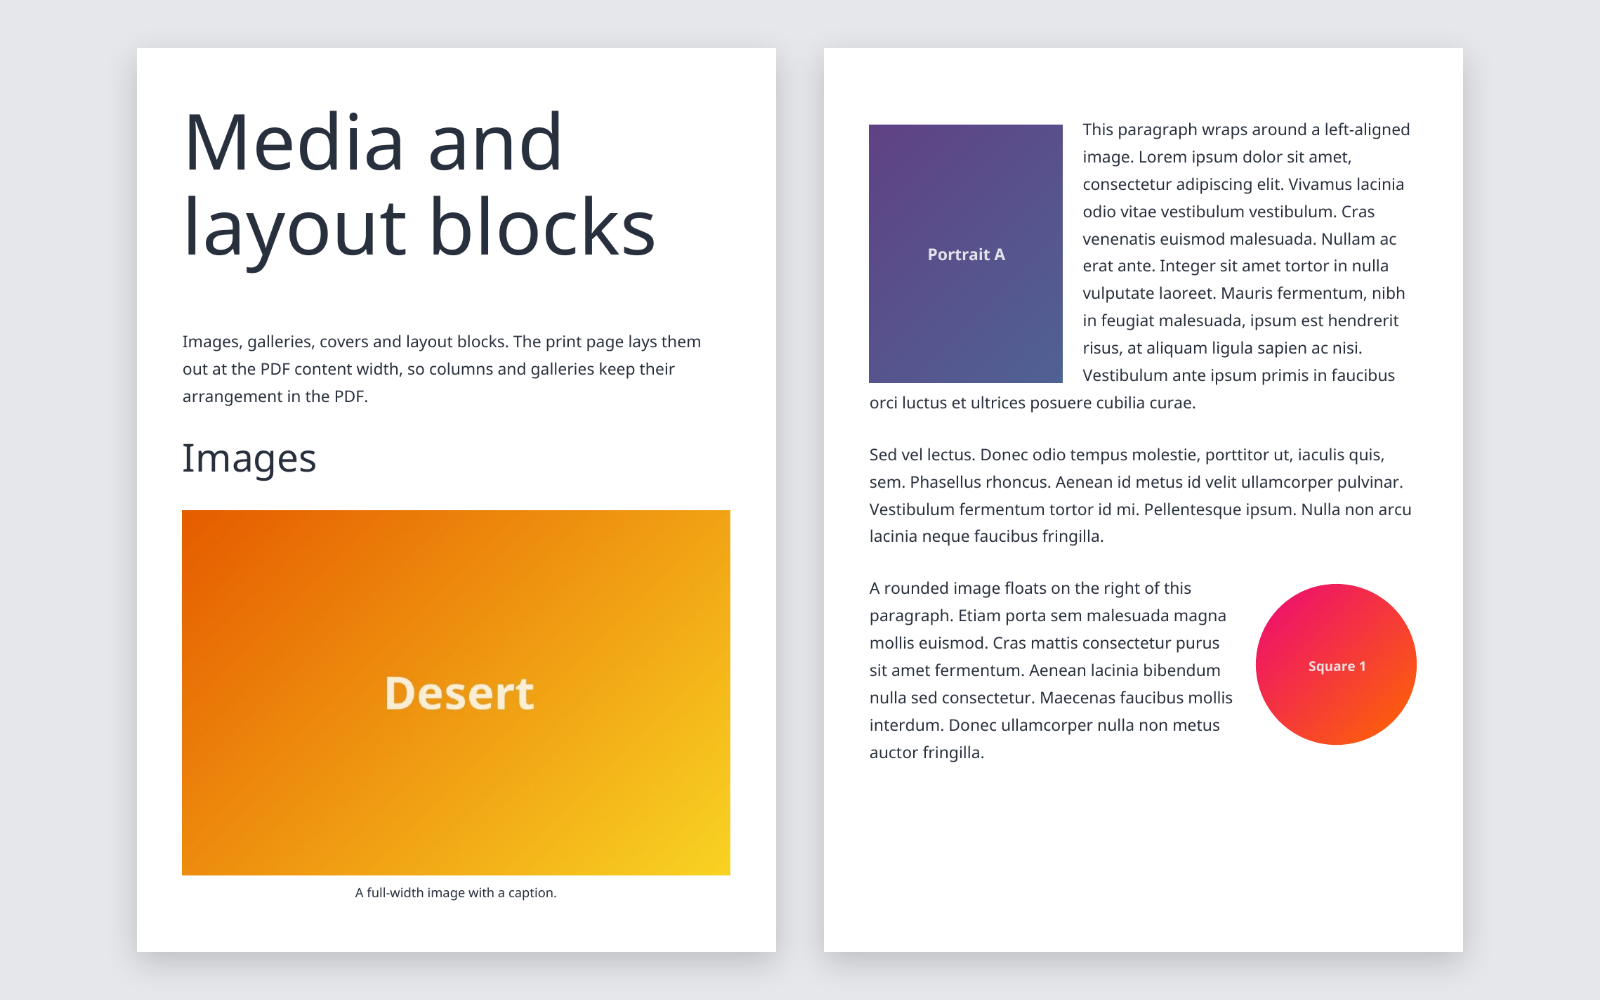 Media and
layout blocks
Images, galleries, covers and layout blocks. The print page lays them
out at the PDF content width, so columns and galleries keep their
arrangement in the PDF.
Images
Desert
A full-width image with a caption.
Portrait A
This paragraph wraps around a left-aligned
image. Lorem ipsum dolor sit amet,
consectetur adipiscing elit. Vivamus lacinia
odio vitae vestibulum vestibulum. Cras
venenatis euismod malesuada. Nullam ac
erat ante. Integer sit amet tortor in nulla
vulputate laoreet. Mauris fermentum, nibh
in feugiat malesuada, ipsum est hendrerit
risus, at aliquam ligula sapien ac nisi.
Vestibulum ante ipsum primis in faucibus
orci luctus et ultrices posuere cubilia curae.
Sed vel lectus. Donec odio tempus molestie, porttitor ut, iaculis quis,
sem. Phasellus rhoncus. Aenean id metus id velit ullamcorper pulvinar.
Vestibulum fermentum tortor id mi. Pellentesque ipsum. Nulla non arcu
lacinia neque faucibus fringilla.
A rounded image floats on the right of this
paragraph. Etiam porta sem malesuada magna
mollis euismod. Cras mattis consectetur purus
sit amet fermentum. Aenean lacinia bibendum
nulla sed consectetur. Maecenas faucibus mollis
interdum. Donec ullamcorper nulla non metus
auctor fringilla.
Square 1